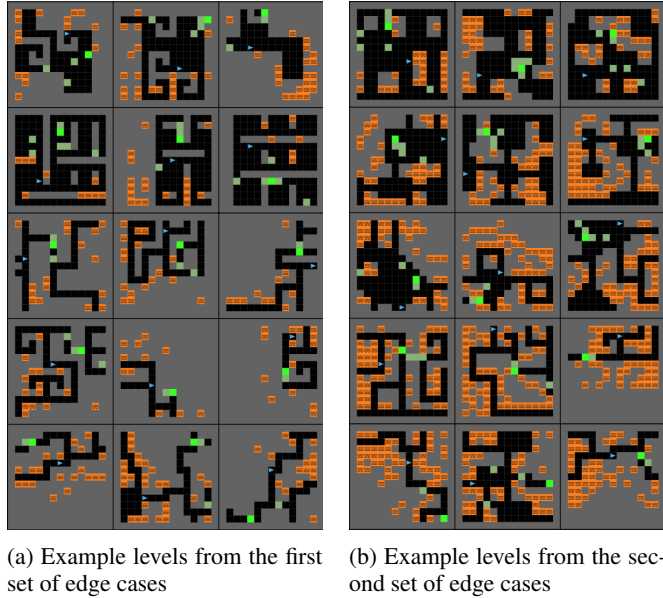 (a) Example levels from the first
set of edge cases
(b) Example levels from the sec-
ond set of edge cases